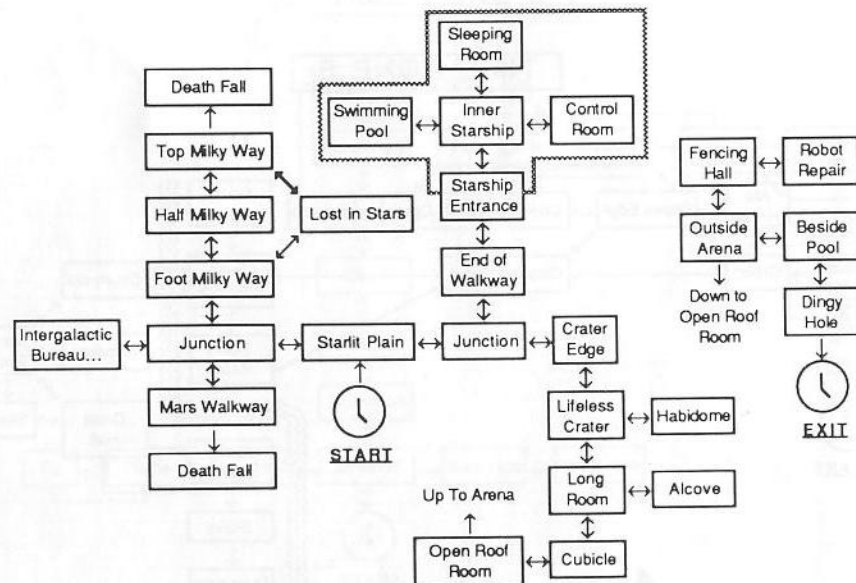 Sleeping
Room
Death Fall
Swimming
Pool
Inner
Starship
Control
Room
Top Milky Way
Fencing
Hall
Robot
Repair
Starship
Entrance
Half Milky Way
Lost in Stars
Outside
Arena
Beside
Pool
Foot Milky Way
End of
Walkway
Down to
Open Roof
Room
Dingy
Hole
Intergalactic
Bureau...
Junction
Starlit Plain
Junction
Crater
Edge
Mars Walkway
Lifeless
Crater
Habidome
START
EXIT
Death Fall
Long
Room
Alcove
Up To Arena
Open Roof
Room
Cubicle